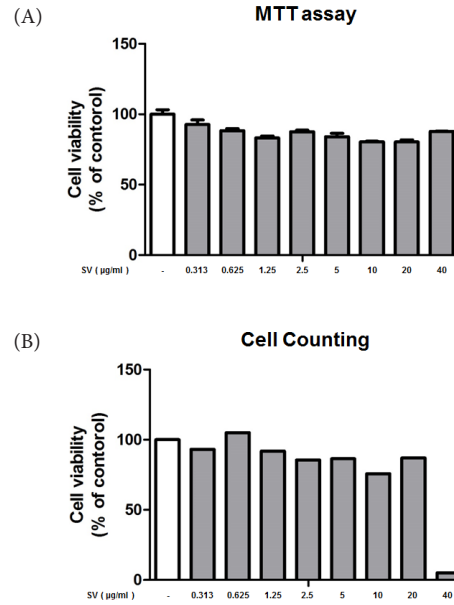 (A)
MTT assay
Cell viability
(% of contorol)
150
100
50
0
SV ( µg/ml ) - 0.313 0.625 1.25 2.5 5 10 20 40
(B)
Cell Counting
Cell viability
(% of contorol)
150
100
50
0
SV ( µg/ml ) - 0.313 0.625 1.25 2.5 5 10 20 40